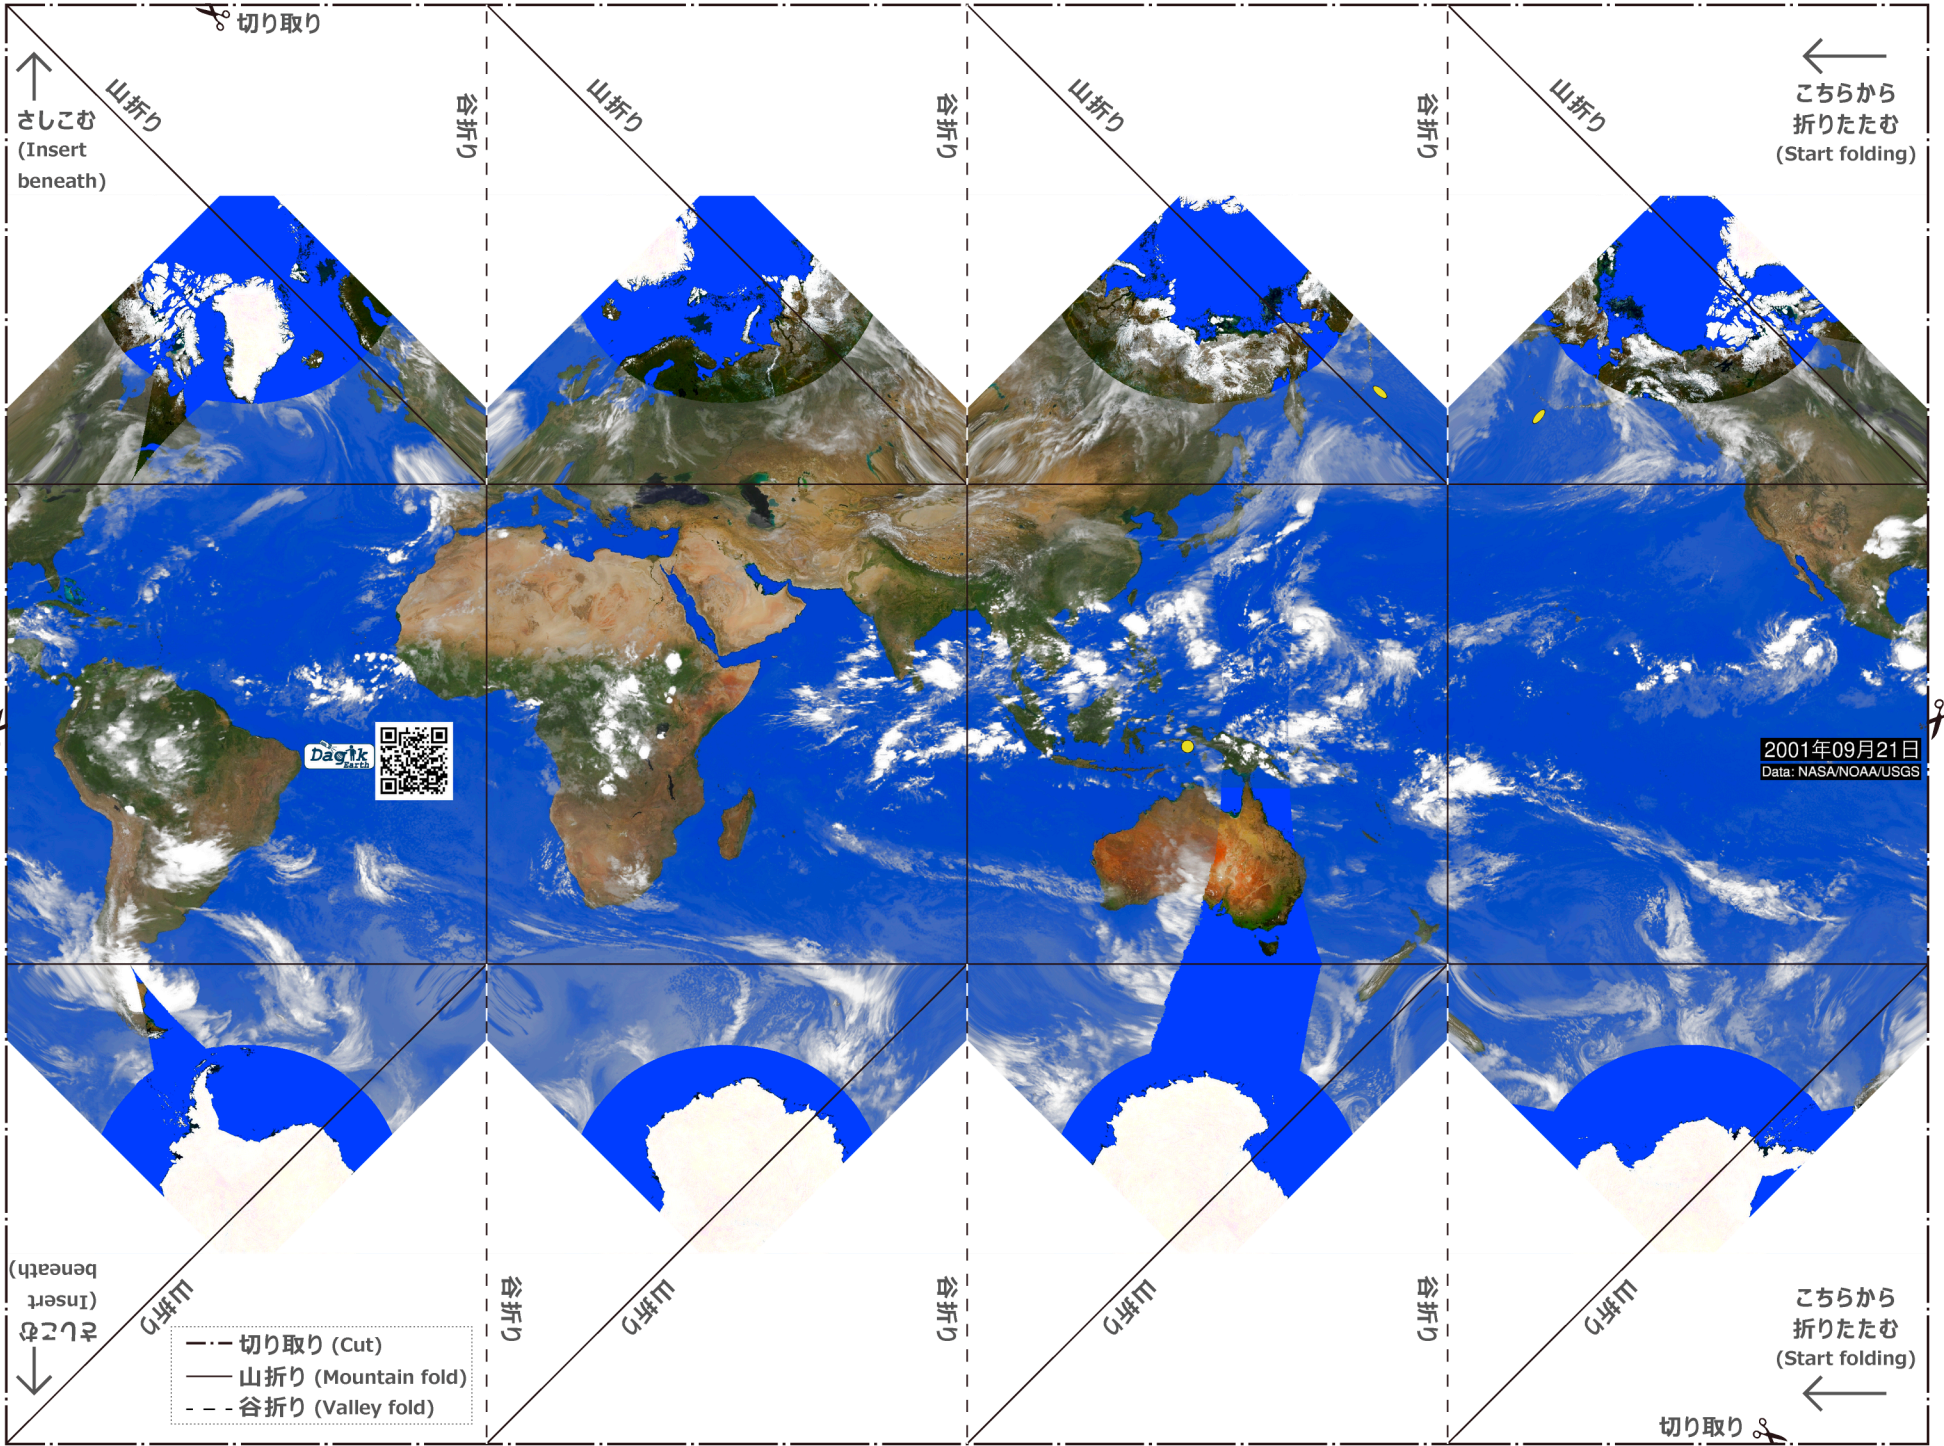 切り取り
さしこむ
(Insert
beneath)
山折り
谷折り
山折り
谷折り
山折り
谷折り
山折り
こちらから
折りたたむ
(Start folding)
Dagik
Earth
2001年09月21日
Data: NASA/NOAA/USGS
さしこむ
(Insert
beneath)
山折り
谷折り
山折り
谷折り
山折り
谷折り
山折り
こちらから
折りたたむ
(Start folding)
切り取り (Cut)
山折り (Mountain fold)
谷折り (Valley fold)
切り取り